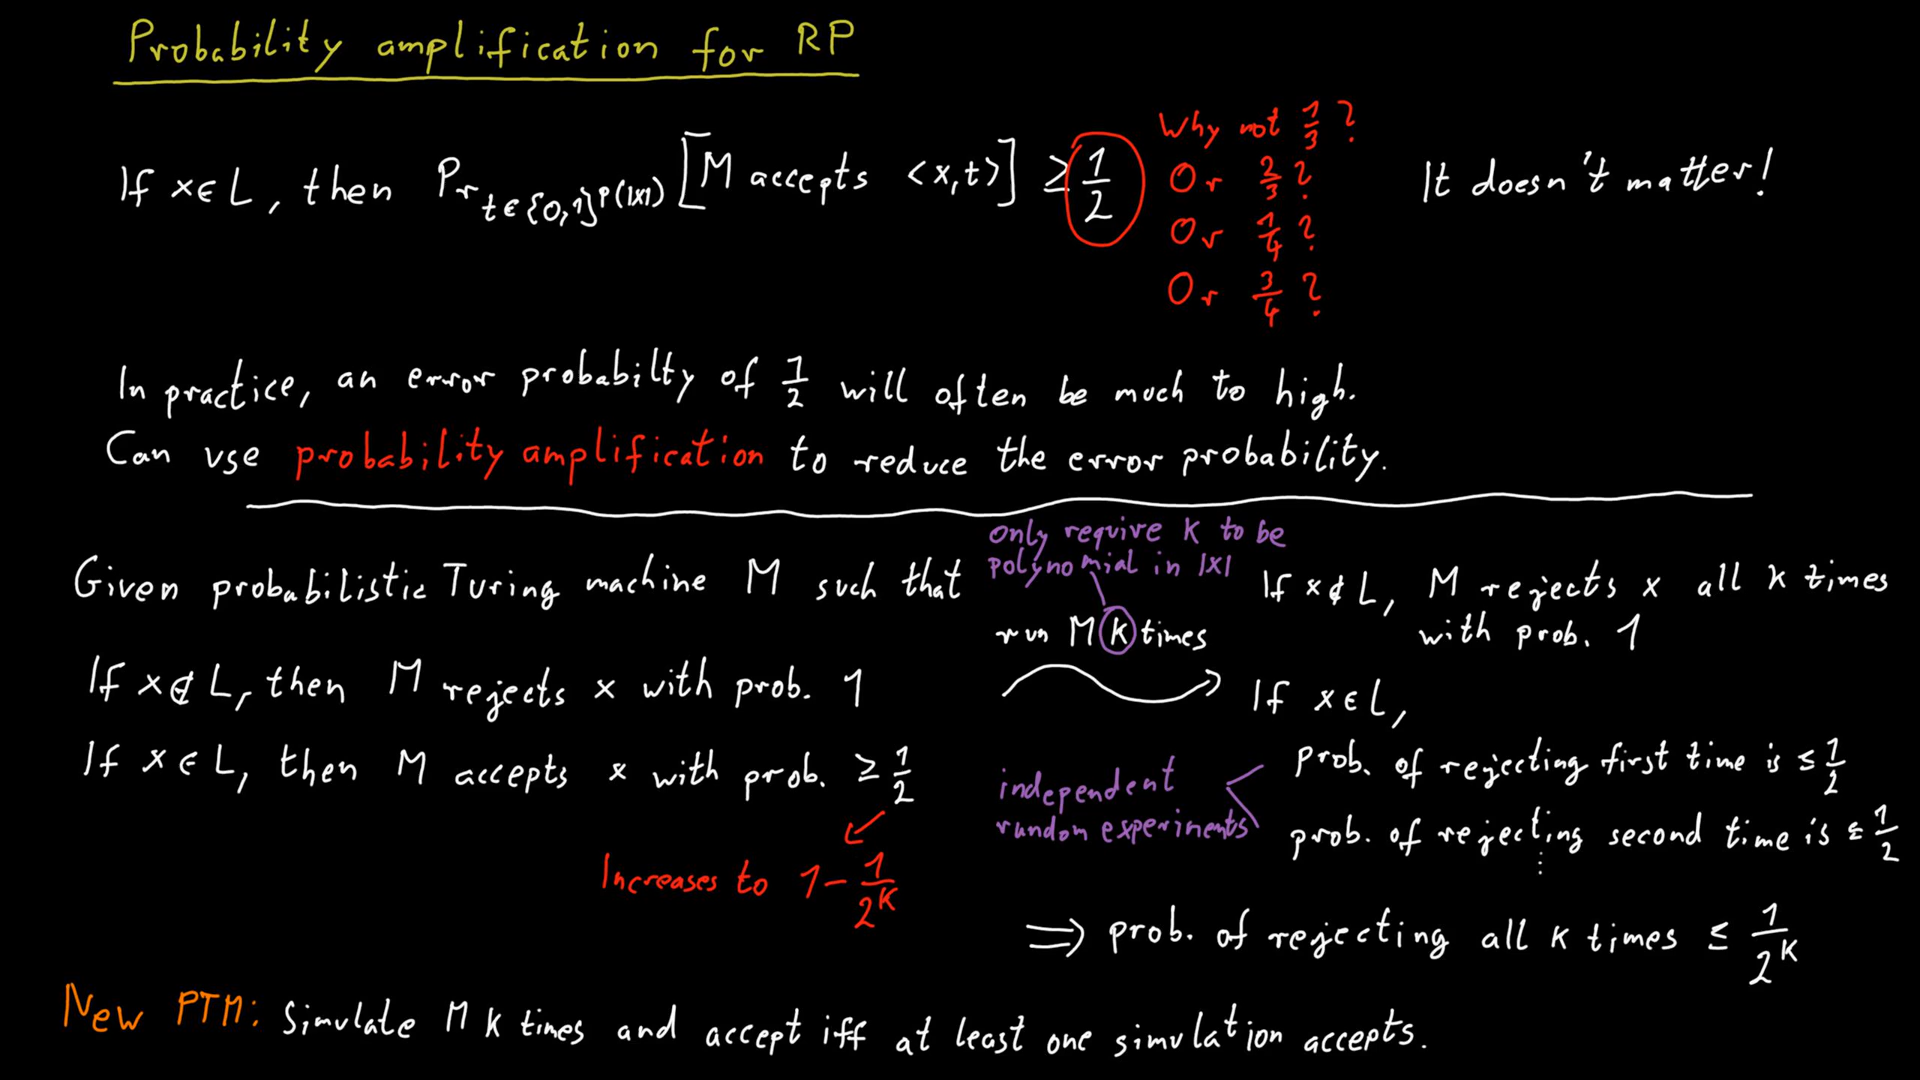 Probability amplification for RP
If x ∈ L, then Pr_{t∈{0,1}^{p(|x|)}} [M accepts <x,t>] ≥ 1/2
Why not 1/3?
Or 2/3?
Or 1/4?
Or 3/4?
It doesn't matter!
In practice, an error probabilty of 1/2 will often be much to high.
Can use probability amplification to reduce the error probability.
Given probabilistic Turing machine M such that
If x ∉ L, then M rejects x with prob. 1
If x ∈ L, then M accepts x with prob. ≥ 1/2
Increases to 1 - 1/2^k
only require k to be
polynomial in |x|
run M k times
independent
random experiments
If x ∉ L, M rejects x all k times
with prob. 1
If x ∈ L,
prob. of rejecting first time is ≤ 1/2
prob. of rejecting second time is ≤ 1/2
⋮
⇒ prob. of rejecting all k times ≤ 1/2^k
New PTM: Simulate M k times and accept iff at least one simulation accepts.